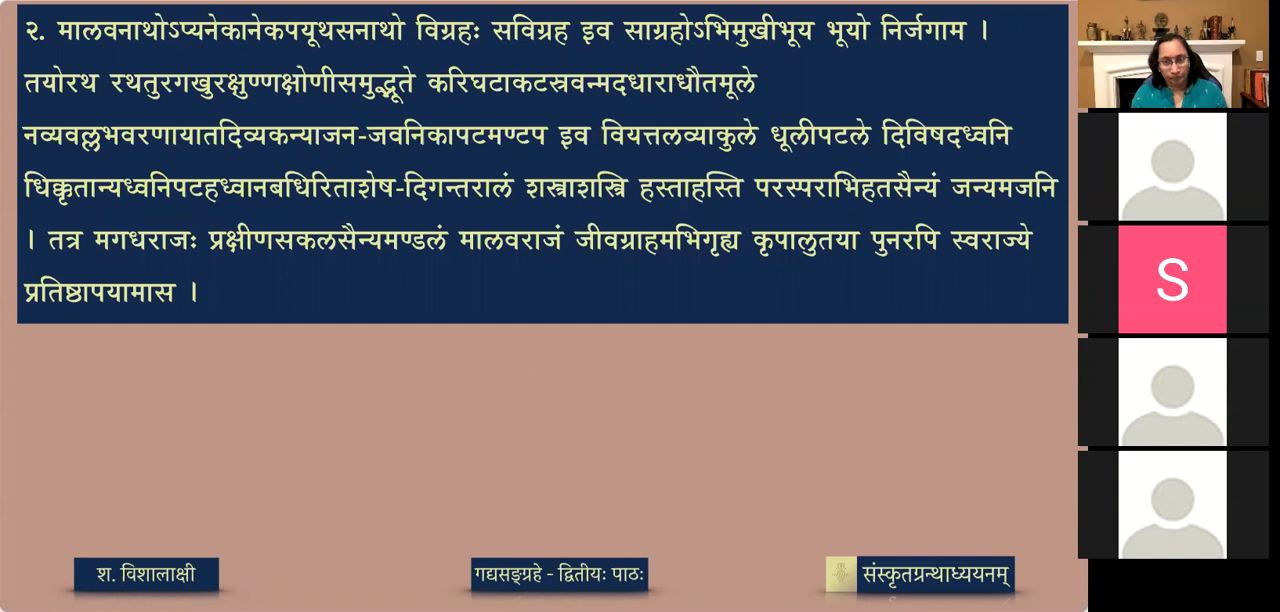 २. मालवनाथोऽप्यनेकानेकपयूथसनाथो विग्रहः सविग्रह इव साग्रहोऽभिमुखीभूय भूयो निर्जगाम ।
तयोरथ रथतुरगखुरक्षुण्णक्षोणीसमुद्भूते करिघटाकटस्रवन्मदधाराधौतमूले
नव्यवल्लभवरणायातदिव्यकन्याजन-जवनिकापटमण्टप इव वियत्तलव्याकुले धूलीपटले दिविषदध्वनि
धिक्कृतान्यध्वनिपटहध्वानबधिरिताशेष-दिगन्तरालं शस्त्राशस्त्रि हस्ताहस्ति परस्पराभिहतसैन्यं जन्यमजनि
। तत्र मगधराजः प्रक्षीणसकलसैन्यमण्डलं मालवराजं जीवग्राहमभिगृह्य कृपालुतया पुनरपि स्वराज्ये
प्रतिष्ठापयामास ।
S
श. विशालाक्षी
गद्यसङ्ग्रहे - द्वितीयः पाठः
संस्कृतग्रन्थाध्ययनम्